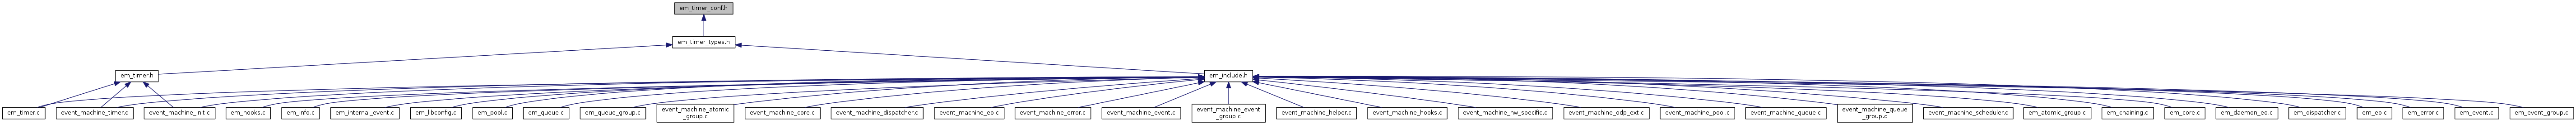 em_timer_conf.h
em_timer_types.h
em_timer.h
em_include.h
em_timer.c
event_machine_timer.c
event_machine_init.c
em_hooks.c
em_info.c
em_internal_event.c
em_libconfig.c
em_pool.c
em_queue.c
em_queue_group.c
event_machine_atomic
_group.c
event_machine_core.c
event_machine_dispatcher.c
event_machine_eo.c
event_machine_error.c
event_machine_event.c
event_machine_event
_group.c
event_machine_helper.c
event_machine_hooks.c
event_machine_hw_specific.c
event_machine_odp_ext.c
event_machine_pool.c
event_machine_queue.c
event_machine_queue
_group.c
event_machine_scheduler.c
em_atomic_group.c
em_chaining.c
em_core.c
em_daemon_eo.c
em_dispatcher.c
em_eo.c
em_error.c
em_event.c
em_event_group.c